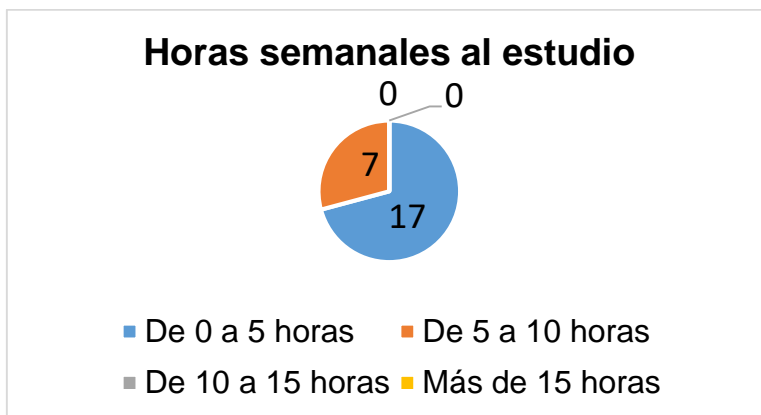 Horas semanales al estudio
0 0
7
17
De 0 a 5 horas De 5 a 10 horas
De 10 a 15 horas Más de 15 horas